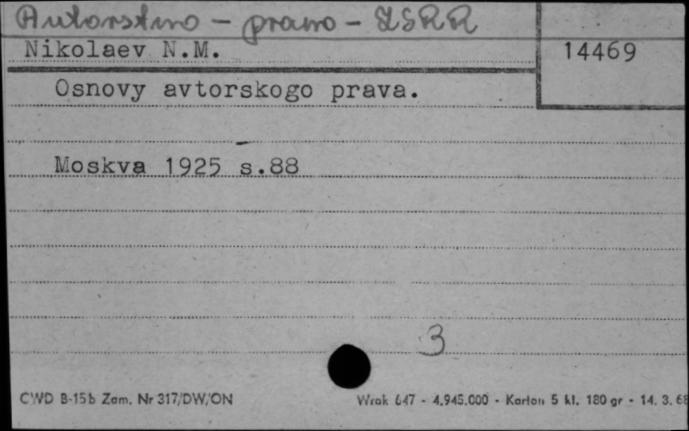 Autorstwo - prawo - ZSRR
Nikolaev N.M.
14469
Osnovy avtorskogo prava.
Moskva 1925 s.88
3
CWD B-15b Zam. Nr 317/DW/ON
Wrak 647 - 4.945.000 - Karton 5 kl. 180 gr - 14. 3. 68